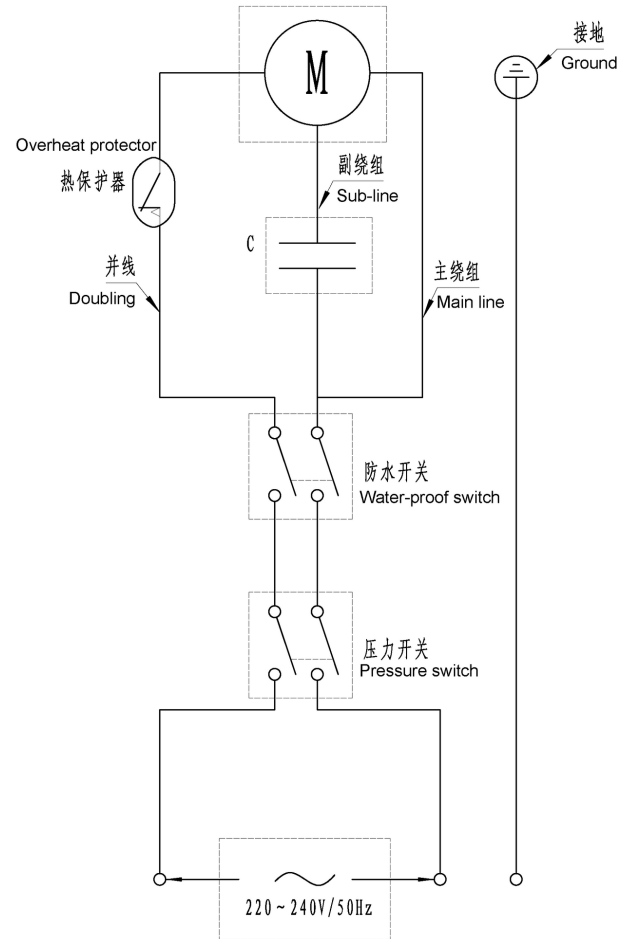 接地
Ground
M
Overheat protector
热保护器
副绕组
Sub-line
C
并线
Doubling
主绕组
Main line
防水开关
Water-proof switch
压力开关
Pressure switch
220~240V/50Hz